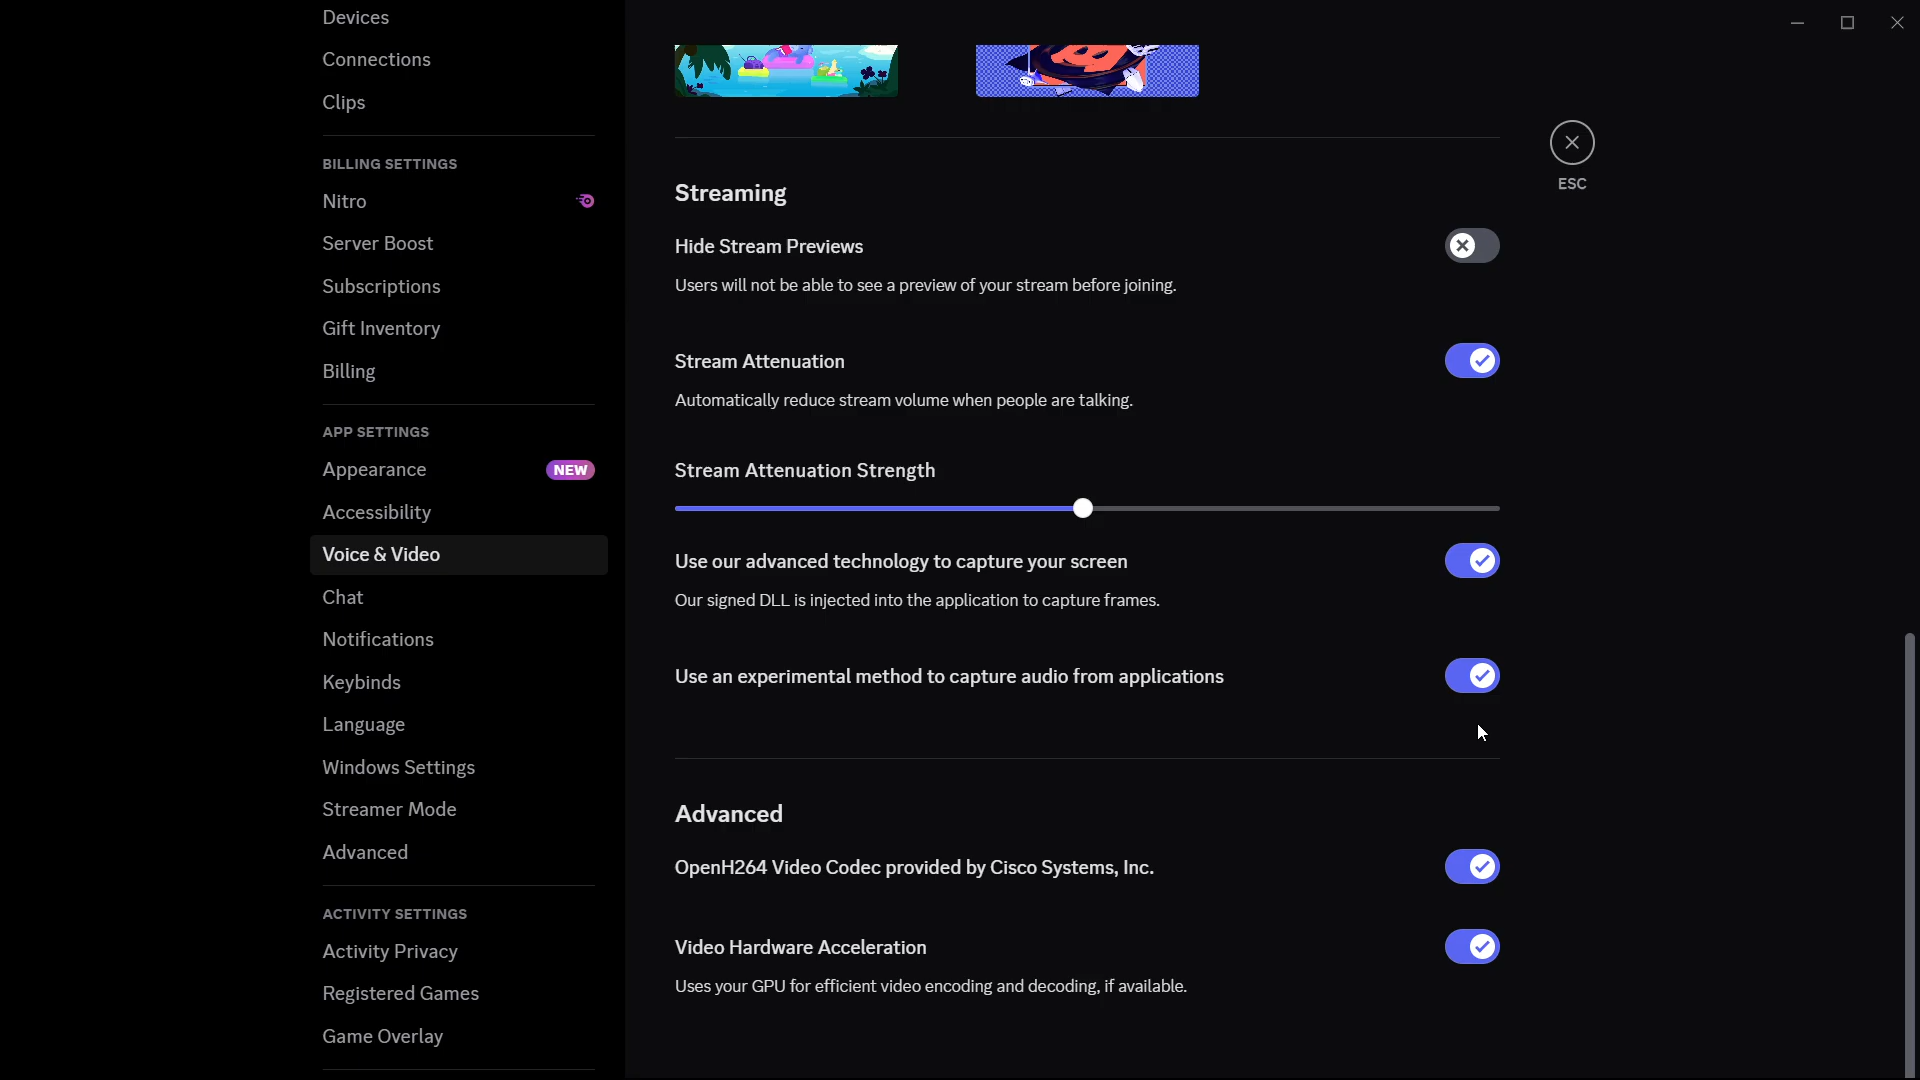 Devices
Connections
Clips
BILLING SETTINGS
Nitro
Server Boost
Subscriptions
Gift Inventory
Billing
APP SETTINGS
Appearance NEW
Accessibility
Voice & Video
Chat
Notifications
Keybinds
Language
Windows Settings
Streamer Mode
Advanced
ACTIVITY SETTINGS
Activity Privacy
Registered Games
Game Overlay
ESC
Streaming
Hide Stream Previews
Users will not be able to see a preview of your stream before joining.
Stream Attenuation
Automatically reduce stream volume when people are talking.
Stream Attenuation Strength
Use our advanced technology to capture your screen
Our signed DLL is injected into the application to capture frames.
Use an experimental method to capture audio from applications
Advanced
OpenH264 Video Codec provided by Cisco Systems, Inc.
Video Hardware Acceleration
Uses your GPU for efficient video encoding and decoding, if available.